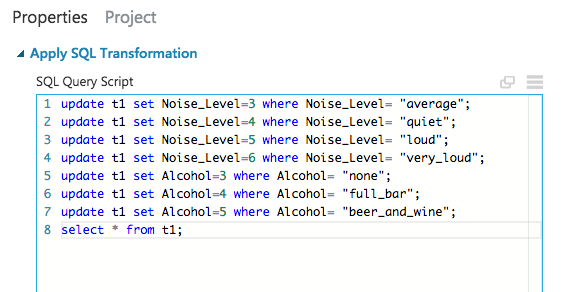 Properties Project
Apply SQL Transformation
SQL Query Script
1 update t1 set Noise_Level=3 where Noise_Level= "average";
2 update t1 set Noise_Level=4 where Noise_Level= "quiet";
3 update t1 set Noise_Level=5 where Noise_Level= "loud";
4 update t1 set Noise_Level=6 where Noise_Level= "very_loud";
5 update t1 set Alcohol=3 where Alcohol= "none";
6 update t1 set Alcohol=4 where Alcohol= "full_bar";
7 update t1 set Alcohol=5 where Alcohol= "beer_and_wine";
8 select * from t1;